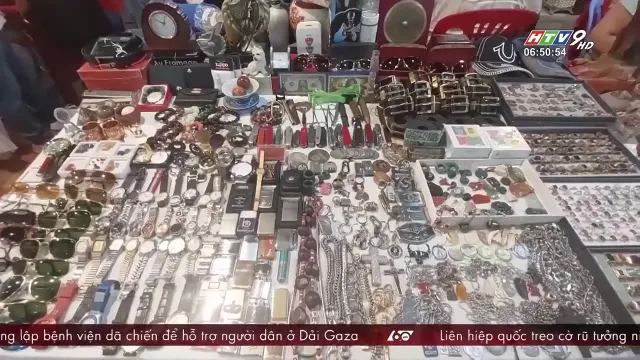 HTV9 HD
06:50:54
ng lập bệnh viện dã chiến để hỗ trợ người dân ở Dải Gaza
60
Liên hiệp quốc treo cờ rũ tưởng n